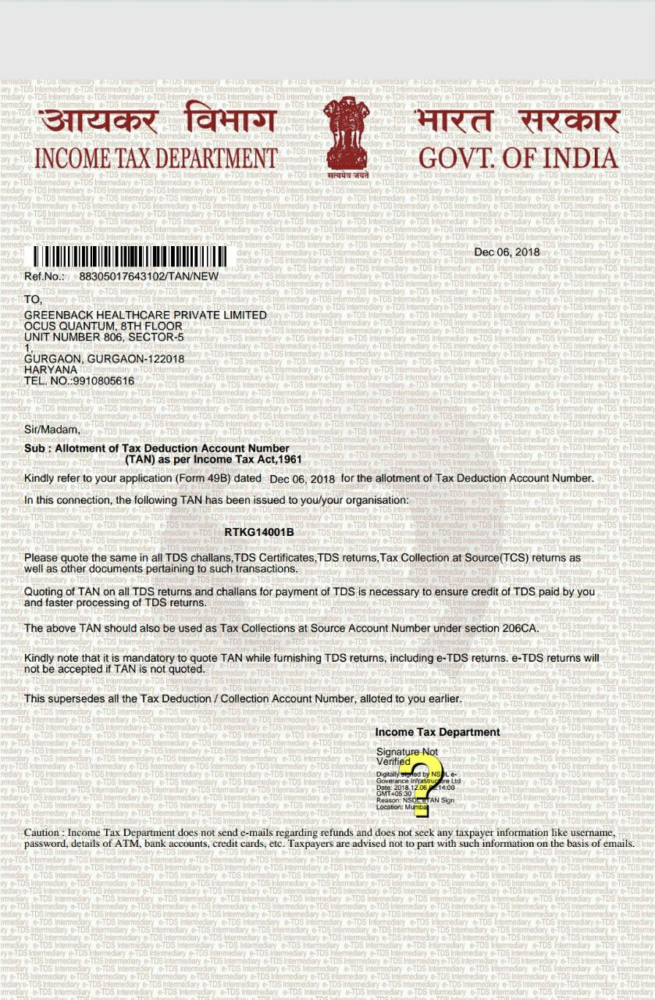 आयकर विभाग
INCOME TAX DEPARTMENT
सत्यमेव जयते
भारत सरकार
GOVT. OF INDIA
Dec 06, 2018
Ref.No.: 88305017643102/TAN/NEW
TO,
GREENBACK HEALTHCARE PRIVATE LIMITED
OCUS QUANTUM, 8TH FLOOR
UNIT NUMBER 806, SECTOR-5
1,
GURGAON, GURGAON-122018
HARYANA
TEL. NO.:9910805616
Sir/Madam,
Sub : Allotment of Tax Deduction Account Number
(TAN) as per Income Tax Act,1961
Kindly refer to your application (Form 49B) dated Dec 06, 2018 for the allotment of Tax Deduction Account Number.
In this connection, the following TAN has been issued to you/your organisation:
RTKG14001B
Please quote the same in all TDS challans,TDS Certificates,TDS returns,Tax Collection at Source(TCS) returns as
well as other documents pertaining to such transactions.
Quoting of TAN on all TDS returns and challans for payment of TDS is necessary to ensure credit of TDS paid by you
and faster processing of TDS returns.
The above TAN should also be used as Tax Collections at Source Account Number under section 206CA.
Kindly note that it is mandatory to quote TAN while furnishing TDS returns, including e-TDS returns. e-TDS returns will
not be accepted if TAN is not quoted.
This supersedes all the Tax Deduction / Collection Account Number, alloted to you earlier.
Income Tax Department
Signature Not
Verified
Digitally signed by NSDL e-
Goverance Infrastructure Ltd
Date: 2018.12.06 :14:00
GMT+05:30
Reason: NSDL eTAN Sign
Location: Mumbai
Caution : Income Tax Department does not send e-mails regarding refunds and does not seek any taxpayer information like username,
password, details of ATM, bank accounts, credit cards, etc. Taxpayers are advised not to part with such information on the basis of emails.